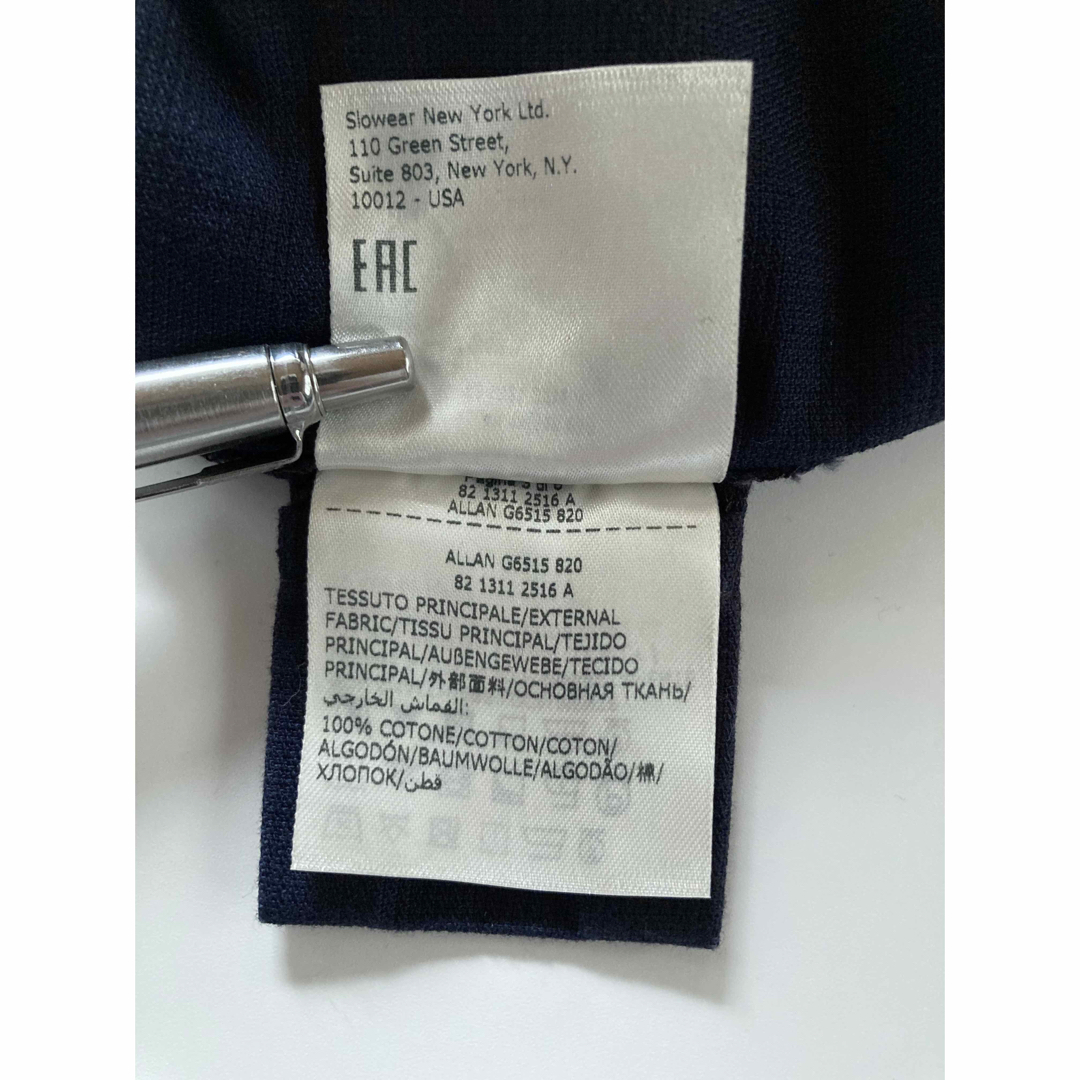 Slowear New York Ltd.
110 Green Street,
Suite 803, New York, N.Y.
10012 - USA
EAC
82 1311 2516 A
ALLAN G6515 820
ALLAN G6515 820
82 1311 2516 A
TESSUTO PRINCIPALE/EXTERNAL
FABRIC/TISSU PRINCIPAL/TEJIDO
PRINCIPAL/AUßENGEWEBE/TECIDO
PRINCIPAL/外部面料/ОСНОВНАЯ ТКАНЬ/
القماش الخارجي:
100% COTONE/COTTON/COTON/
ALGODÓN/BAUMWOLLE/ALGODÃO/棉/
ХЛОПОК/قطن